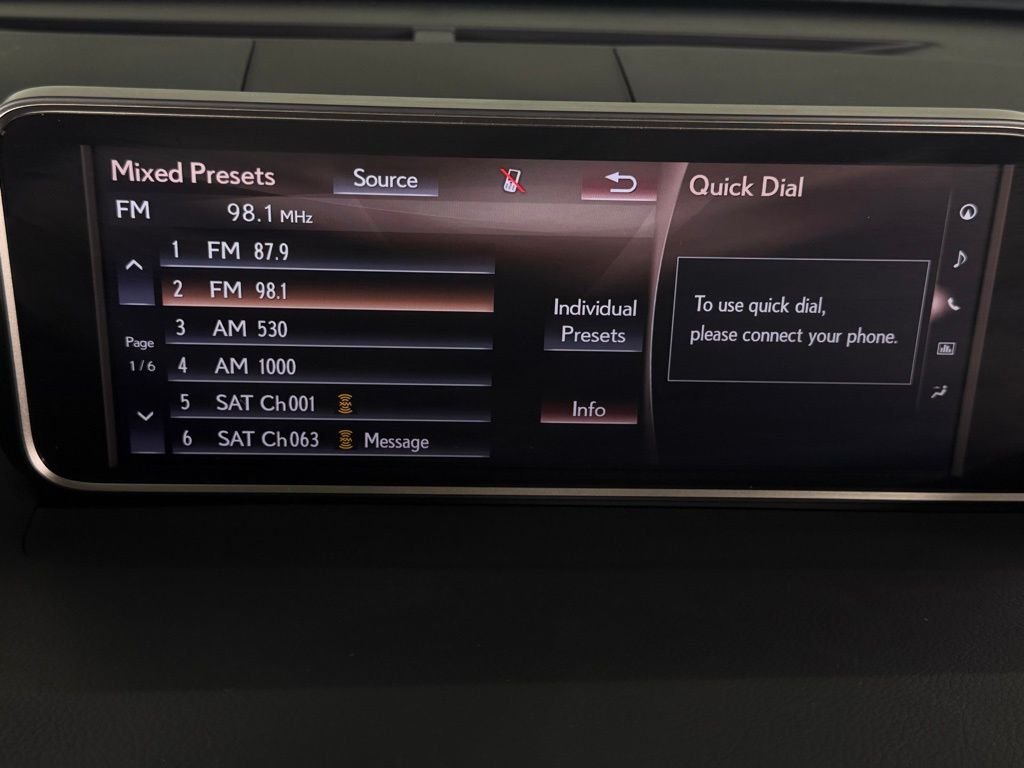 Mixed Presets
Source
FM 98.1 MHz
1 FM 87.9
2 FM 98.1
3 AM 530
4 AM 1000
5 SAT Ch001
6 SAT Ch063 Message
Page
1/6
Individual
Presets
Info
Quick Dial
To use quick dial,
please connect your phone.